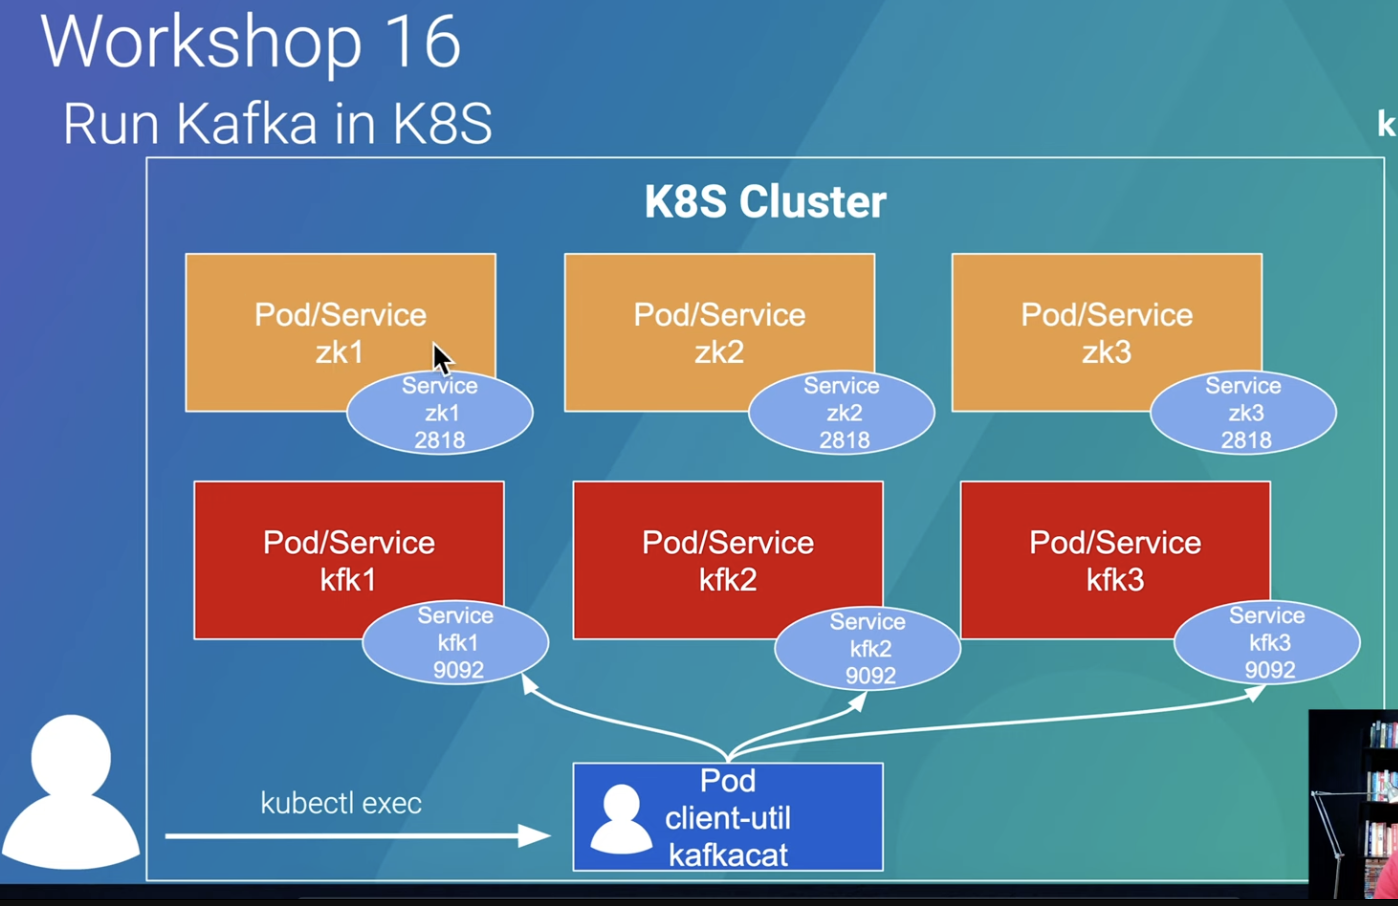 Workshop 16
Run Kafka in K8S
k
K8S Cluster
Pod/Service
zk1
Service
zk1
2818
Pod/Service
zk2
Service
zk2
2818
Pod/Service
zk3
Service
zk3
2818
Pod/Service
kfk1
Service
kfk1
9092
Pod/Service
kfk2
Service
kfk2
9092
Pod/Service
kfk3
Service
kfk3
9092
kubectl exec
Pod
client-util
kafkacat